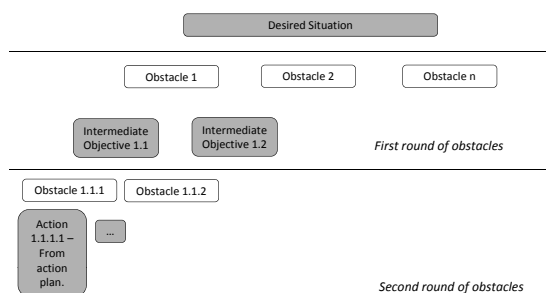 Desired Situation
Obstacle 1
Obstacle 2
Obstacle n
Intermediate
Objective 1.1
Intermediate
Objective 1.2
First round of obstacles
Obstacle 1.1.1
Obstacle 1.1.2
Action
1.1.1.1 –
From
action
plan.
...
Second round of obstacles